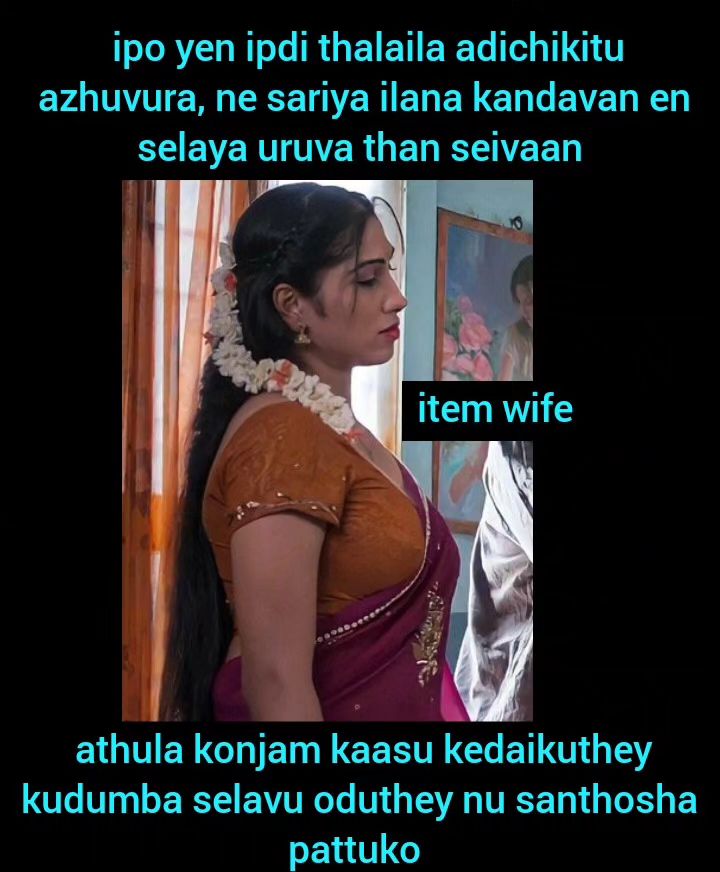 ipo yen ipdi thalaila adichikitu
azhuvura, ne sariya ilana kandavan en
selaya uruva than seivaan
item wife
athula konjam kaasu kedaikuthey
kudumba selavu oduthey nu santhosha
pattuko